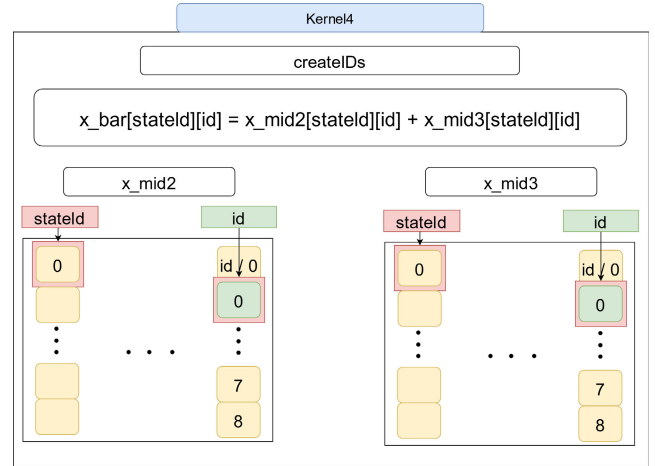 Kernel4
createIDs
x_bar[stateId][id] = x_mid2[stateId][id] + x_mid3[stateId][id]
x_mid2
x_mid3
stateId
id
stateId
id
0
id / 0
0
id / 0
0
0
7
7
8
8